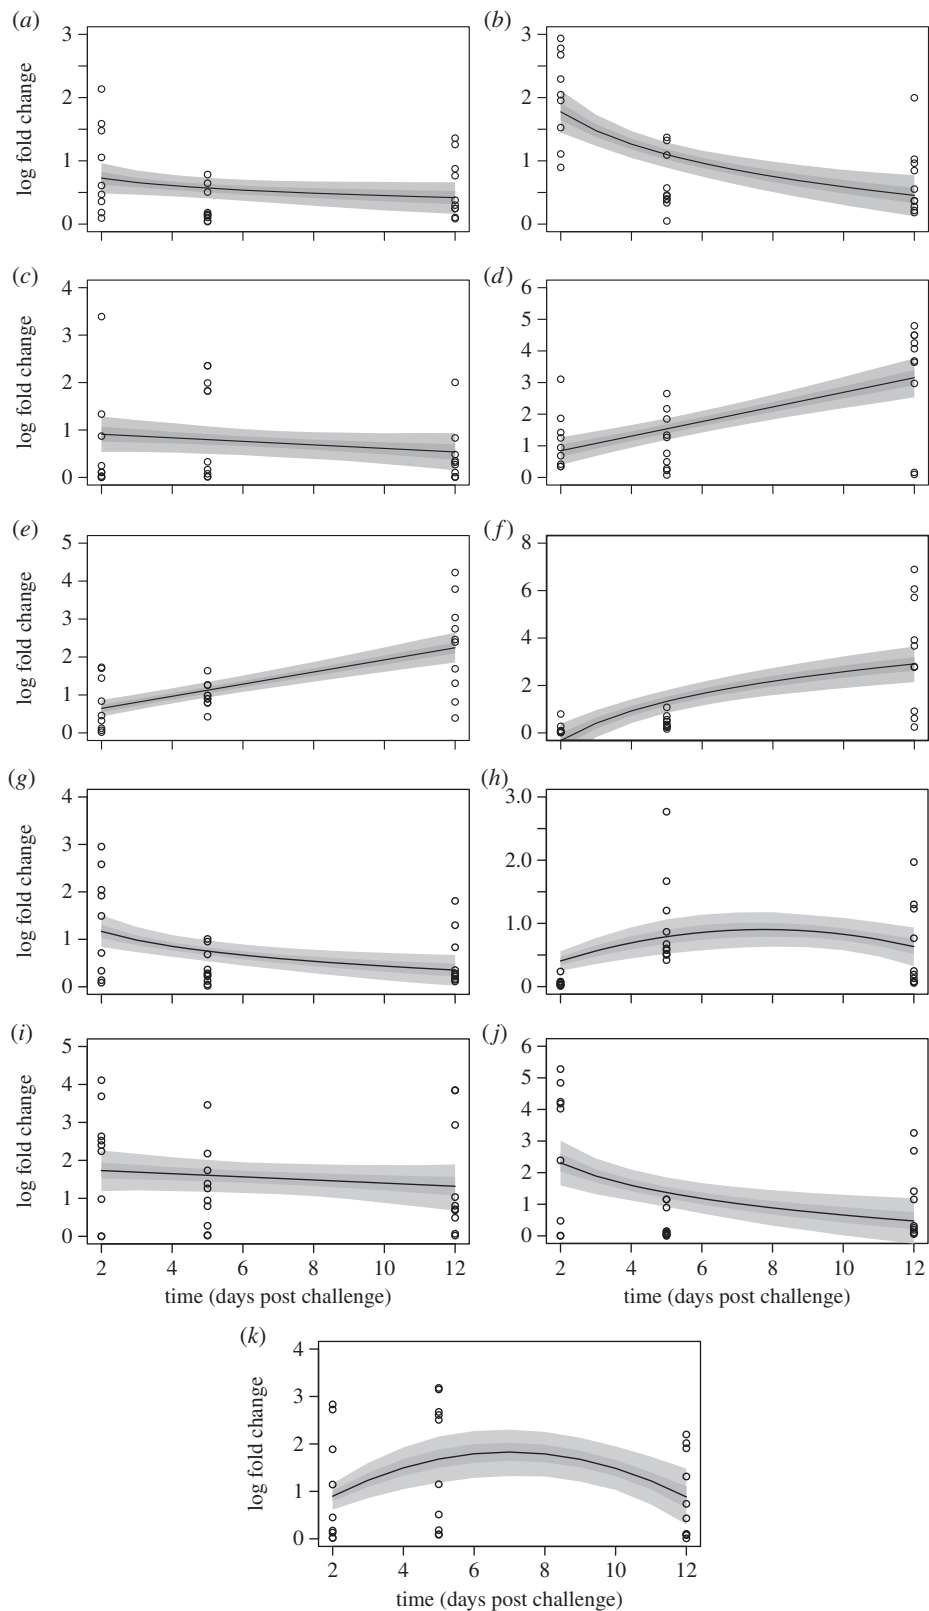 (a)
3
2
1
0
log fold change
(b)
3
2
1
0
(c)
4
3
2
1
0
log fold change
(d)
6
5
4
3
2
1
0
(e)
5
4
3
2
1
0
log fold change
(f)
8
6
4
2
0
(g)
4
3
2
1
0
log fold change
(h)
3.0
2.0
1.0
0
(i)
5
4
3
2
1
0
log fold change
2 4 6 8 10 12
time (days post challenge)
(j)
6
5
4
3
2
1
0
2 4 6 8 10 12
time (days post challenge)
(k)
4
3
2
1
0
log fold change
2 4 6 8 10 12
time (days post challenge)